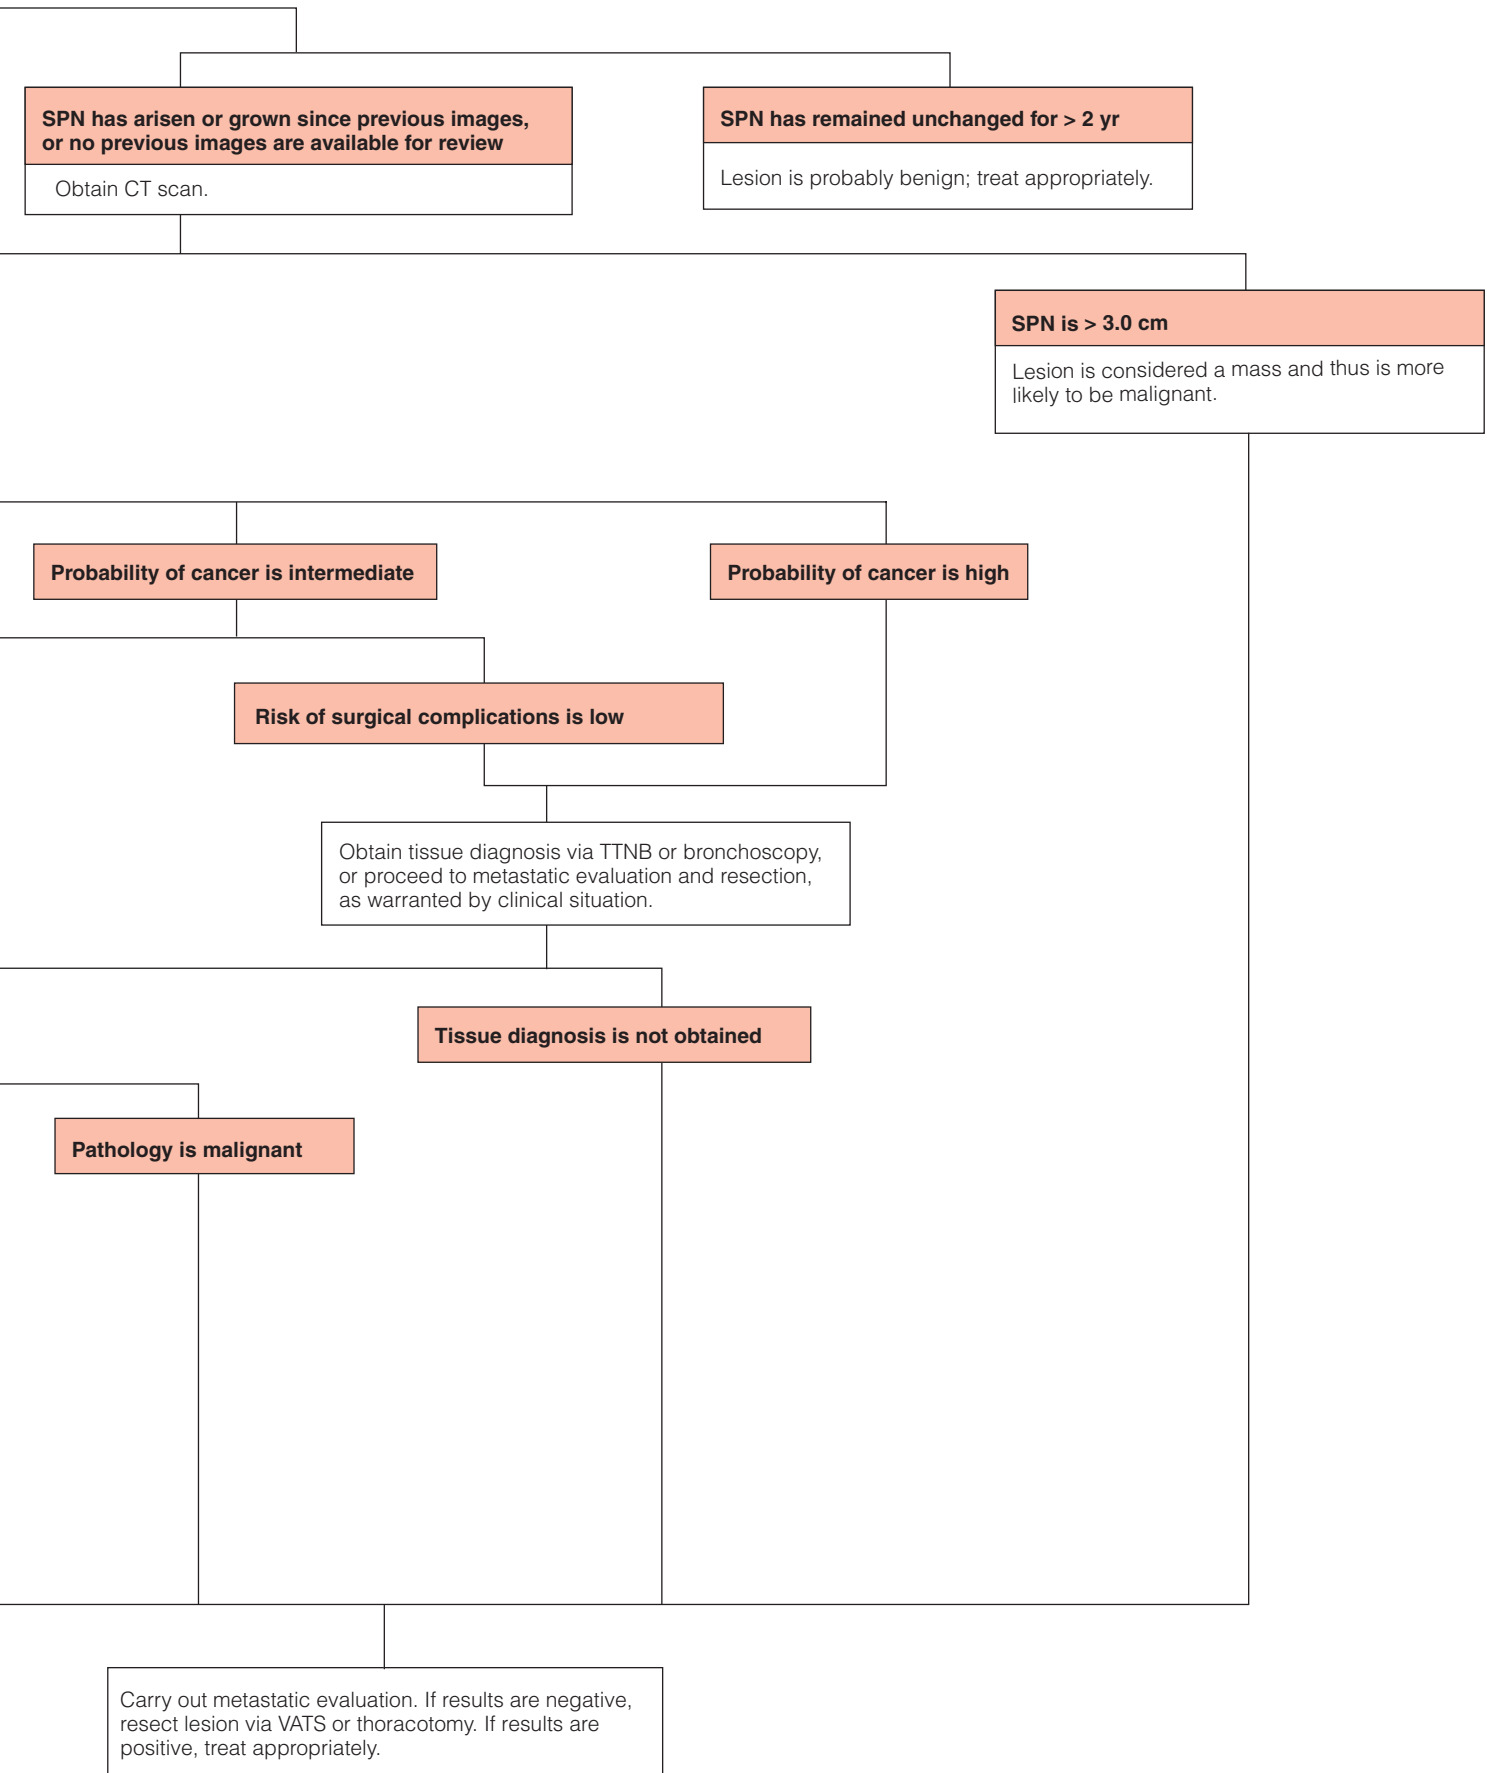 SPN has arisen or grown since previous images,
or no previous images are available for review
Obtain CT scan.
SPN has remained unchanged for > 2 yr
Lesion is probably benign; treat appropriately.
SPN is > 3.0 cm
Lesion is considered a mass and thus is more
likely to be malignant.
Probability of cancer is intermediate
Probability of cancer is high
Risk of surgical complications is low
Obtain tissue diagnosis via TTNB or bronchoscopy,
or proceed to metastatic evaluation and resection,
as warranted by clinical situation.
Tissue diagnosis is not obtained
Pathology is malignant
Carry out metastatic evaluation. If results are negative,
resect lesion via VATS or thoracotomy. If results are
positive, treat appropriately.